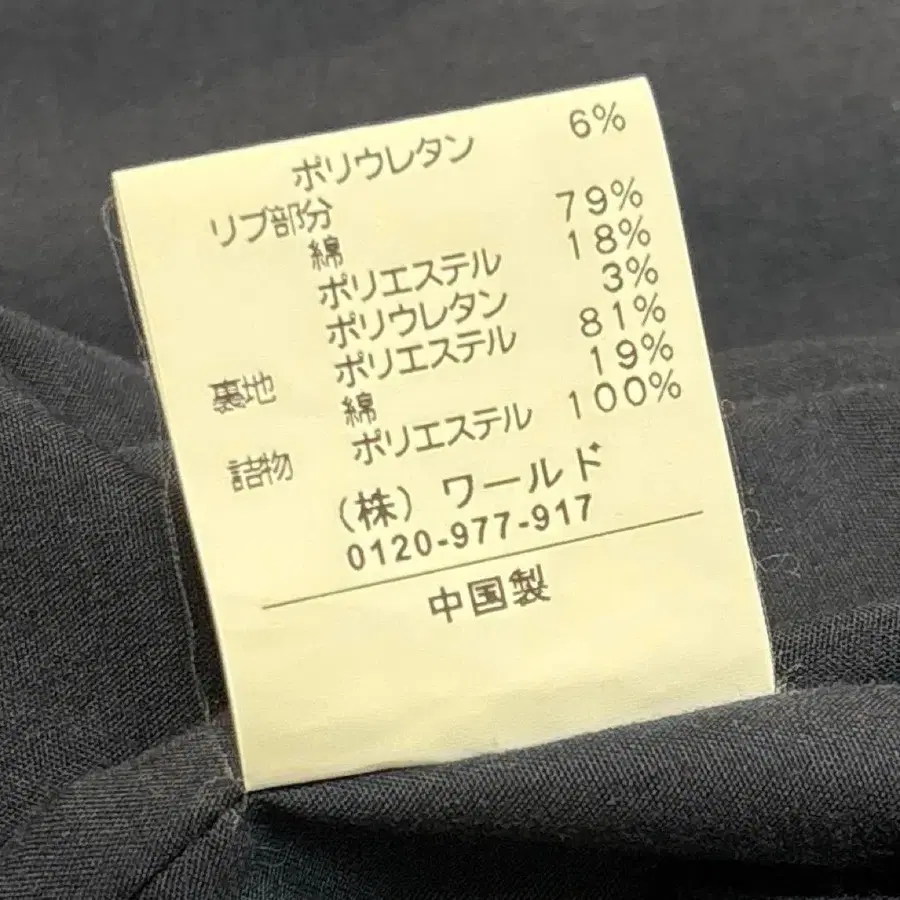 ポリウレタン 6%
リブ部分
綿 79%
ポリエステル 18%
ポリウレタン 3%
裏地 ポリエステル 81%
綿 19%
詰物 ポリエステル 100%
(株)ワールド
0120-977-917
中国製